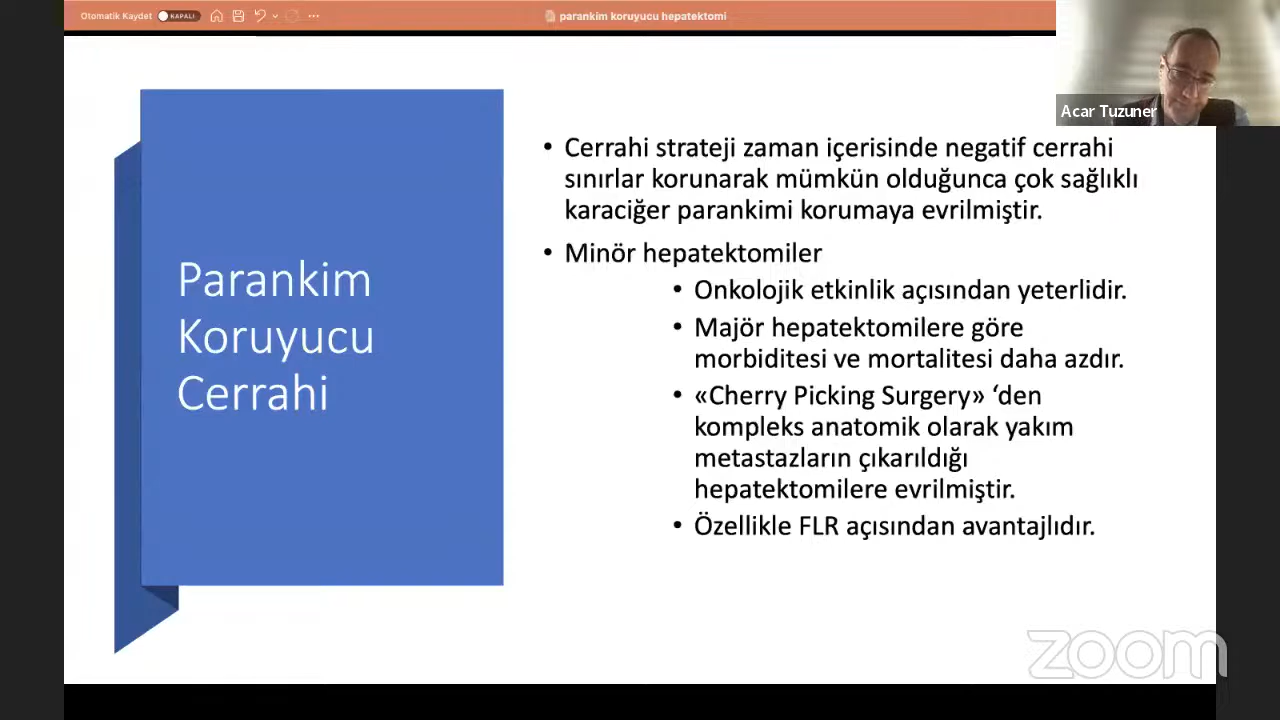 Otomatik Kaydet KAPALI
parankim koruyucu hepatektomi
Acar Tuzuner
Parankim
Koruyucu
Cerrahi
• Cerrahi strateji zaman içerisinde negatif cerrahi
sınırlar korunarak mümkün olduğunca çok sağlıklı
karaciğer parankimi korumaya evrilmiştir.
• Minör hepatektomiler
• Onkolojik etkinlik açısından yeterlidir.
• Majör hepatektomilere göre
morbiditesi ve mortalitesi daha azdır.
• «Cherry Picking Surgery» ‘den
kompleks anatomik olarak yakım
metastazların çıkarıldığı
hepatektomilere evrilmiştir.
• Özellikle FLR açısından avantajlıdır.
zoom